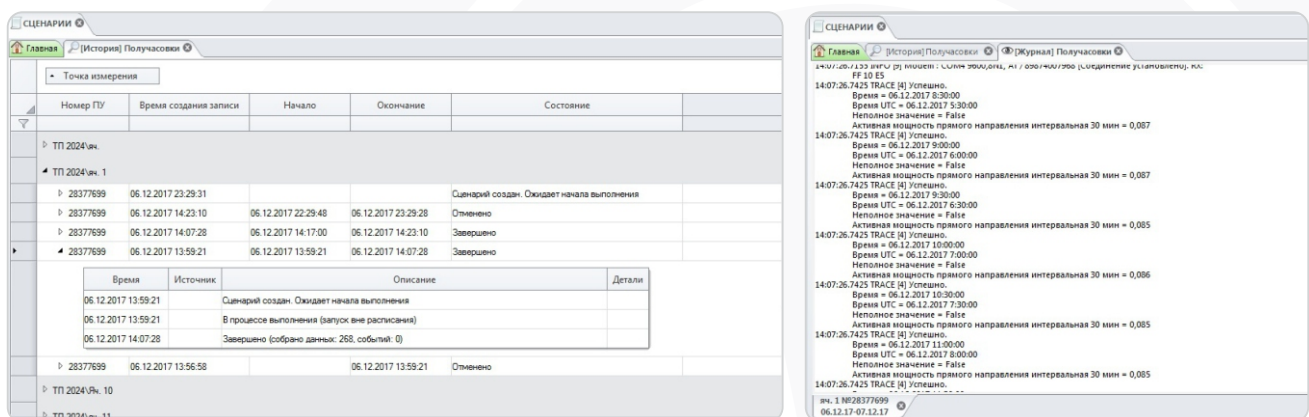 СЦЕНАРИИ
Главная [История] Получасовки
Точка измерения
Номер ПУ Время создания записи Начало Окончание Состояние
ТП 2024\яч.
ТП 2024\яч. 1
28377699 06.12.2017 23:29:31 Сценарий создан. Ожидает начала выполнения
28377699 06.12.2017 14:23:10 06.12.2017 22:29:48 06.12.2017 23:29:28 Отменено
28377699 06.12.2017 14:07:28 06.12.2017 14:17:00 06.12.2017 14:23:10 Завершено
28377699 06.12.2017 13:59:21 06.12.2017 13:59:21 06.12.2017 14:07:28 Завершено
Время Источник Описание Детали
06.12.2017 13:59:21 Сценарий создан. Ожидает начала выполнения
06.12.2017 13:59:21 В процессе выполнения (запуск вне расписания)
06.12.2017 14:07:28 Завершено (собрано данных: 268, событий: 0)
28377699 06.12.2017 13:56:58 06.12.2017 13:59:21 Отменено
ТП 2024\Яч. 10
ТП 2024\яч. 11
СЦЕНАРИИ
Главная [История] Получасовки [Журнал] Получасовки
14:07:26.7155 INFO [9] Modem : COM4 9600,8N1, AT / 89874007968 [Соединение установлено]. RX:
FF 10 E5
14:07:26.7425 TRACE [4] Успешно.
Время = 06.12.2017 8:30:00
Время UTC = 06.12.2017 5:30:00
Неполное значение = False
Активная мощность прямого направления интервальная 30 мин = 0,087
14:07:26.7425 TRACE [4] Успешно.
Время = 06.12.2017 9:00:00
Время UTC = 06.12.2017 6:00:00
Неполное значение = False
Активная мощность прямого направления интервальная 30 мин = 0,087
14:07:26.7425 TRACE [4] Успешно.
Время = 06.12.2017 9:30:00
Время UTC = 06.12.2017 6:30:00
Неполное значение = False
Активная мощность прямого направления интервальная 30 мин = 0,085
14:07:26.7425 TRACE [4] Успешно.
Время = 06.12.2017 10:00:00
Время UTC = 06.12.2017 7:00:00
Неполное значение = False
Активная мощность прямого направления интервальная 30 мин = 0,086
14:07:26.7425 TRACE [4] Успешно.
Время = 06.12.2017 10:30:00
Время UTC = 06.12.2017 7:30:00
Неполное значение = False
Активная мощность прямого направления интервальная 30 мин = 0,085
14:07:26.7425 TRACE [4] Успешно.
Время = 06.12.2017 11:00:00
Время UTC = 06.12.2017 8:00:00
Неполное значение = False
Активная мощность прямого направления интервальная 30 мин = 0,085
14:07:26.7425 TRACE [4] Успешно.
яч. 1 №28377699
06.12.17-07.12.17